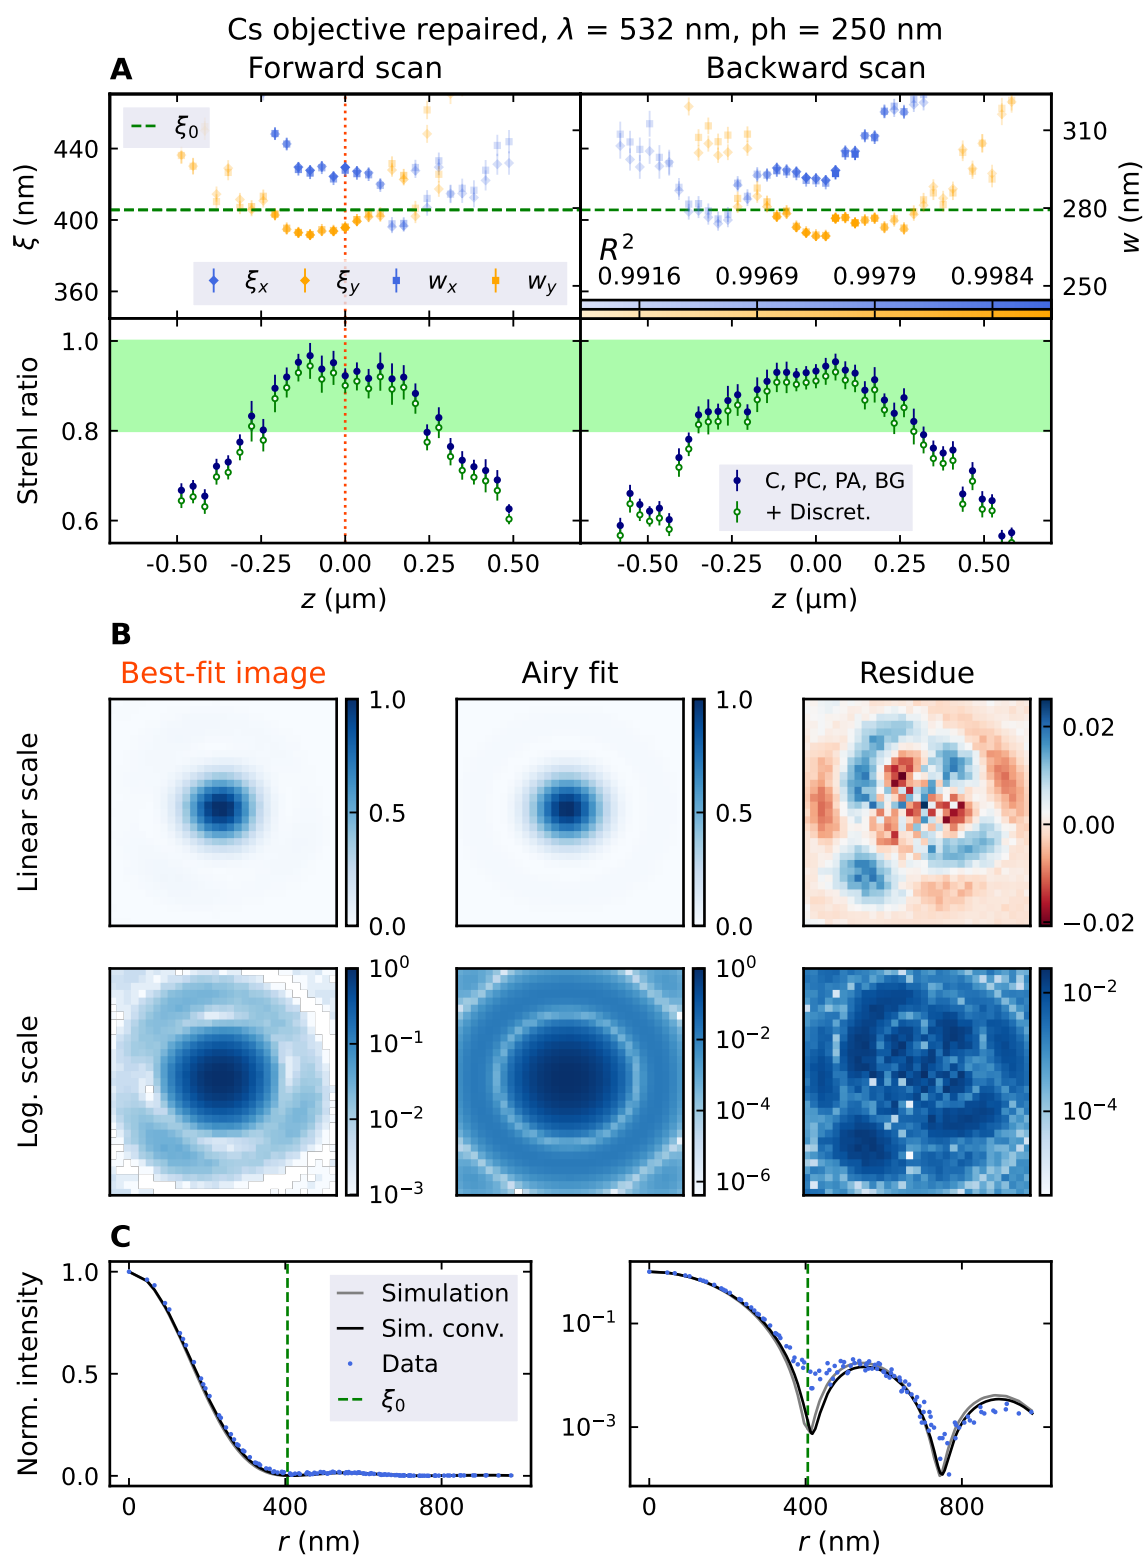 Cs objective repaired, λ = 532 nm, ph = 250 nm
A Forward scan Backward scan
ξ₀
440
400
360
ξ (nm)
ξₓ ξᵧ wₓ wᵧ
R²
0.9916 0.9969 0.9979 0.9984
310
280
250
w (nm)
1.0
0.8
0.6
Strehl ratio
C, PC, PA, BG
+ Discret.
-0.50 -0.25 0.00 0.25 0.50
-0.50 -0.25 0.00 0.25 0.50
z (µm) z (µm)
B
Best-fit image Airy fit Residue
Linear scale
1.0
0.5
0.0
1.0
0.5
0.0
0.02
0.00
−0.02
Log. scale
10⁰
10⁻¹
10⁻²
10⁻³
10⁰
10⁻²
10⁻⁴
10⁻⁶
10⁻²
10⁻⁴
C
Norm. intensity
1.0
0.5
0.0
Simulation
Sim. conv.
Data
ξ₀
0 400 800
r (nm)
10⁻¹
10⁻³
0 400 800
r (nm)